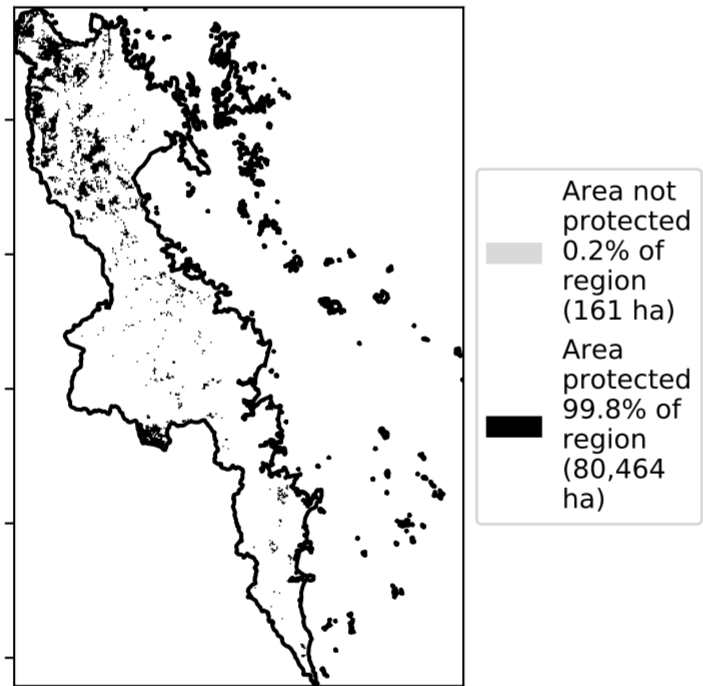 Area not
protected
0.2% of
region
(161 ha)
Area
protected
99.8% of
region
(80,464
ha)